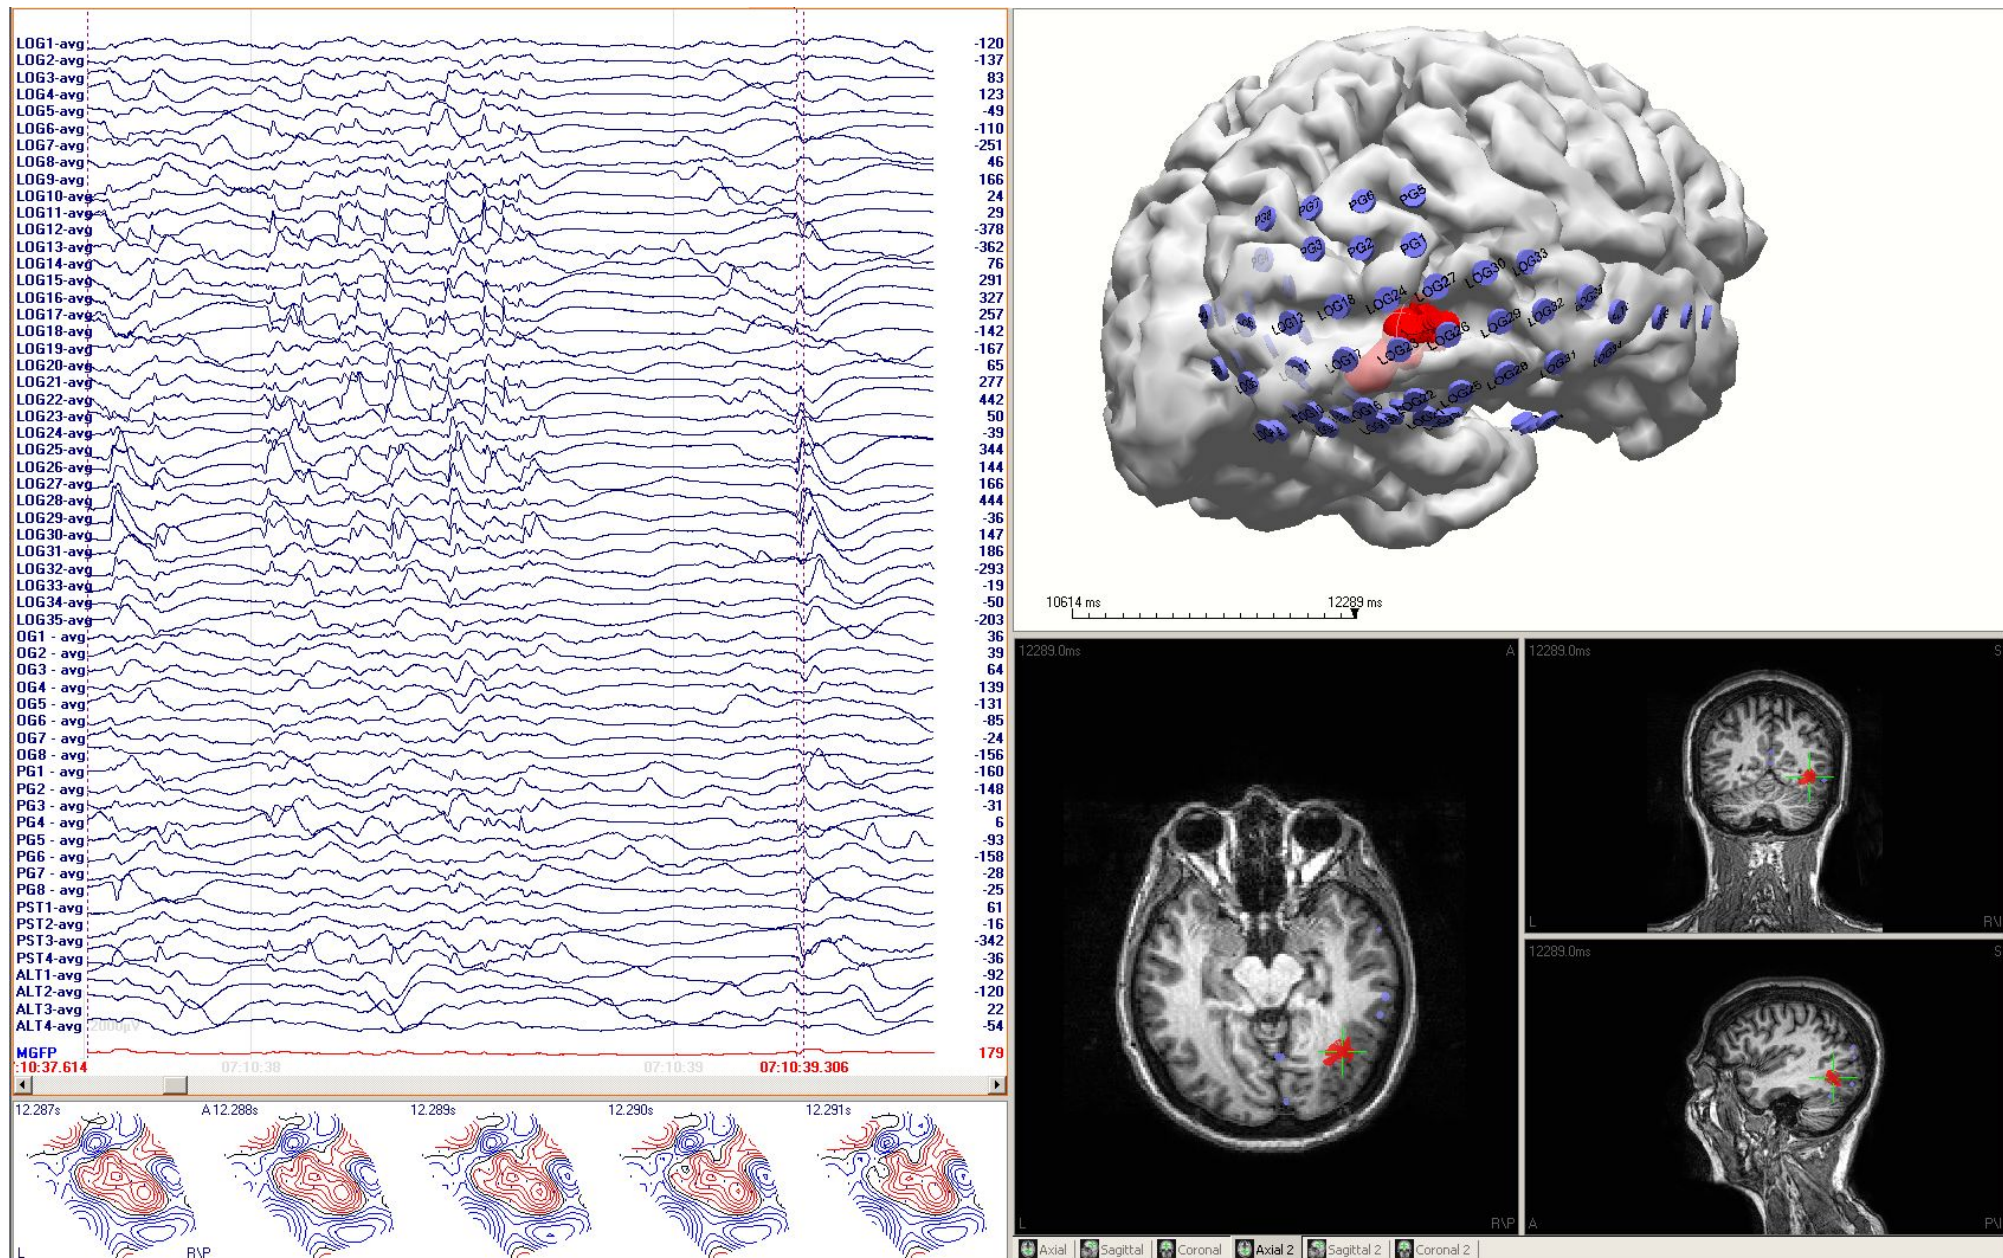 LOG1-avg -120
LOG2-avg -137
LOG3-avg 83
LOG4-avg 123
LOG5-avg -49
LOG6-avg -110
LOG7-avg -251
LOG8-avg 46
LOG9-avg 166
LOG10-avg 24
LOG11-avg 29
LOG12-avg -378
LOG13-avg -362
LOG14-avg 76
LOG15-avg 291
LOG16-avg 327
LOG17-avg 257
LOG18-avg -142
LOG19-avg -167
LOG20-avg 65
LOG21-avg 277
LOG22-avg 442
LOG23-avg 50
LOG24-avg -39
LOG25-avg 344
LOG26-avg 144
LOG27-avg 166
LOG28-avg 444
LOG29-avg -36
LOG30-avg 147
LOG31-avg 186
LOG32-avg -293
LOG33-avg -19
LOG34-avg -50
LOG35-avg -203
OG1 - avg 36
OG2 - avg 39
OG3 - avg 64
OG4 - avg 139
OG5 - avg -131
OG6 - avg -85
OG7 - avg -24
OG8 - avg -156
PG1 - avg -160
PG2 - avg -148
PG3 - avg -31
PG4 - avg 6
PG5 - avg -93
PG6 - avg -158
PG7 - avg -28
PG8 - avg -25
PST1-avg 61
PST2-avg -16
PST3-avg -342
PST4-avg -36
ALT1-avg -92
ALT2-avg -120
ALT3-avg 22
ALT4-avg 2000µV -54
MGFP 179
:10:37.614 07:10:38 07:10:39 07:10:39.306
12.287s A 12.288s 12.289s 12.290s 12.291s
L R\P
PG8 PG7 PG6 PG5
PG4 PG3 PG2 PG1
LOG12 LOG18 LOG24 LOG27 LOG30 LOG33
LOG17 LOG23 LOG26 LOG29 LOG32
LOG16 LOG22 LOG25 LOG28 LOG31
10614 ms 12289 ms
12289.0ms A
L R\P
12289.0ms S
L R\
12289.0ms S
A P\
Axial Sagittal Coronal Axial 2 Sagittal 2 Coronal 2